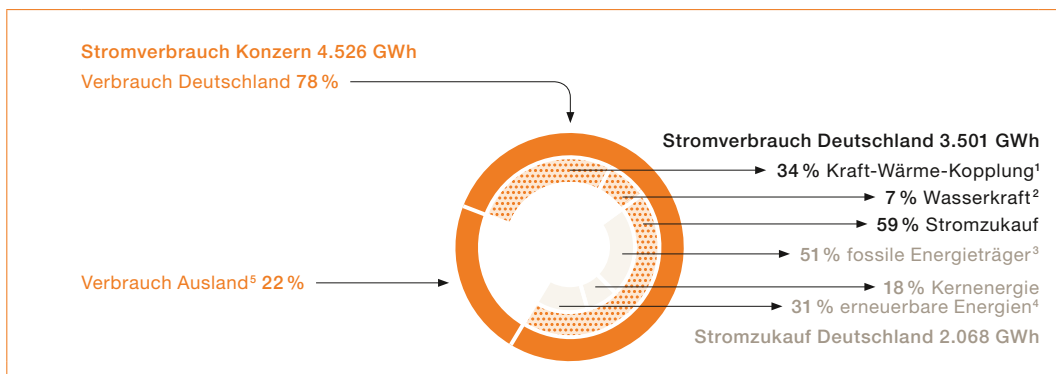 Stromverbrauch Konzern 4.526 GWh
Verbrauch Deutschland 78 %
Stromverbrauch Deutschland 3.501 GWh
34 % Kraft-Wärme-Kopplung¹
7 % Wasserkraft²
59 % Stromzukauf
51 % fossile Energieträger³
Verbrauch Ausland⁵ 22 %
18 % Kernenergie
31 % erneuerbare Energien⁴
Stromzukauf Deutschland 2.068 GWh